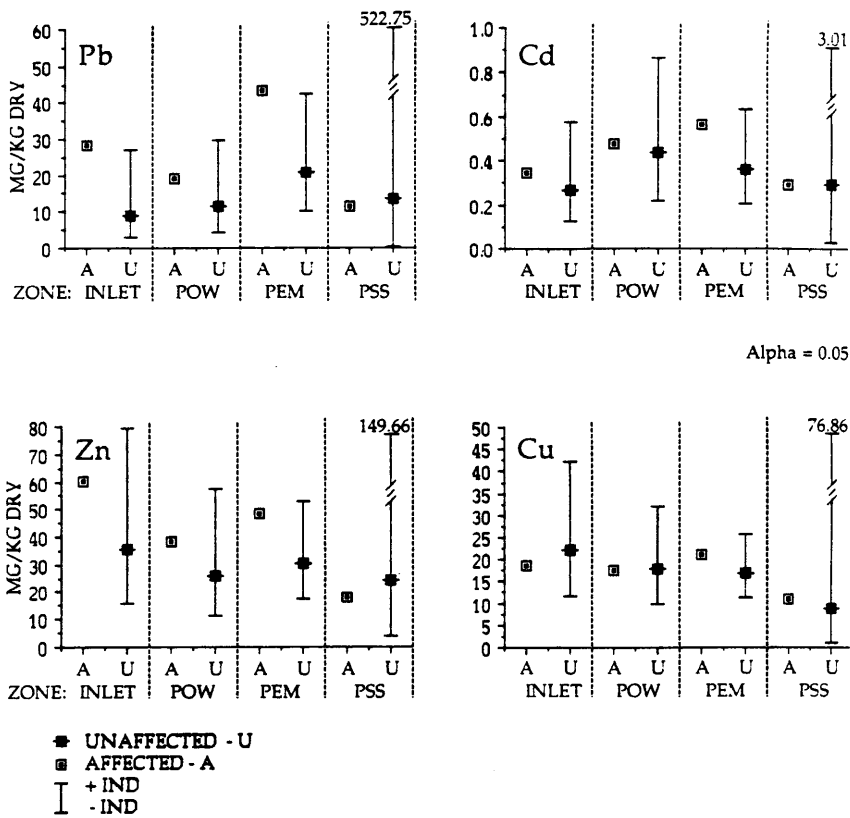 522.75
60
50
40
30
20
10
0
Pb
MG/KG DRY
A U A U A U A U
ZONE: INLET POW PEM PSS
3.01
1.0
0.8
0.6
0.4
0.2
0.0
Cd
A U A U A U A U
INLET POW PEM PSS
Alpha = 0.05
149.66
80
70
60
50
40
30
20
10
0
Zn
MG/KG DRY
A U A U A U A U
ZONE: INLET POW PEM PSS
76.86
50
45
40
35
30
25
20
15
10
5
0
Cu
A U A U A U A U
INLET POW PEM PSS
UNAFFECTED - U
AFFECTED - A
+ IND
- IND